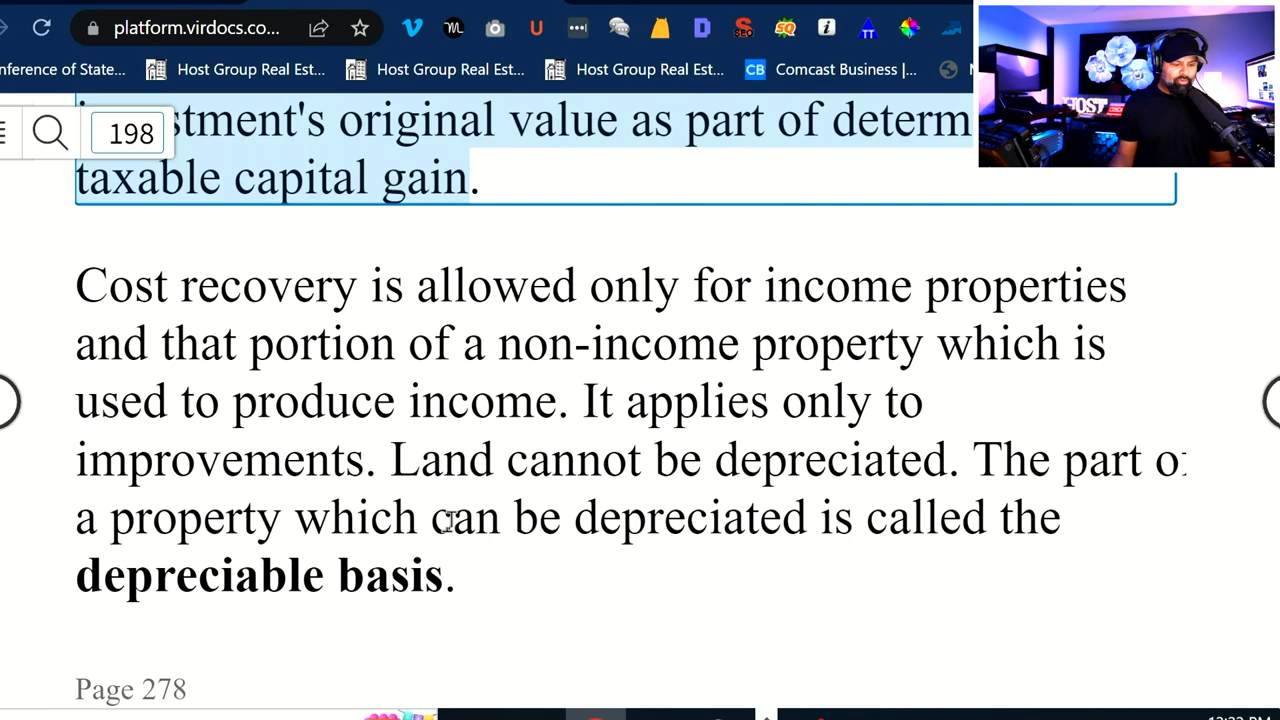 platform.virdocs.co...
nference of State...
Host Group Real Est...
Host Group Real Est...
Host Group Real Est...
CB Comcast Business |...
198
stment's original value as part of determ
taxable capital gain.
Cost recovery is allowed only for income properties
and that portion of a non-income property which is
used to produce income. It applies only to
improvements. Land cannot be depreciated. The part of
a property which can be depreciated is called the
depreciable basis.
Page 278